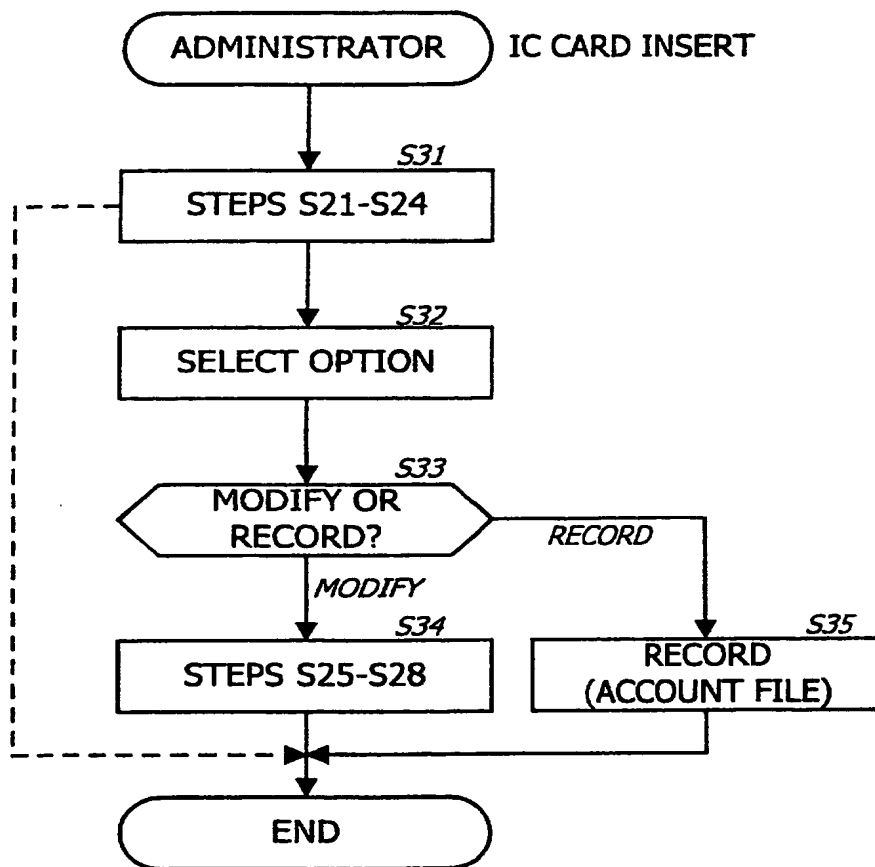 ADMINISTRATOR IC CARD INSERT
S31
STEPS S21-S24
S32
SELECT OPTION
S33
MODIFY OR
RECORD?
RECORD
MODIFY
S34
STEPS S25-S28
S35
RECORD
(ACCOUNT FILE)
END